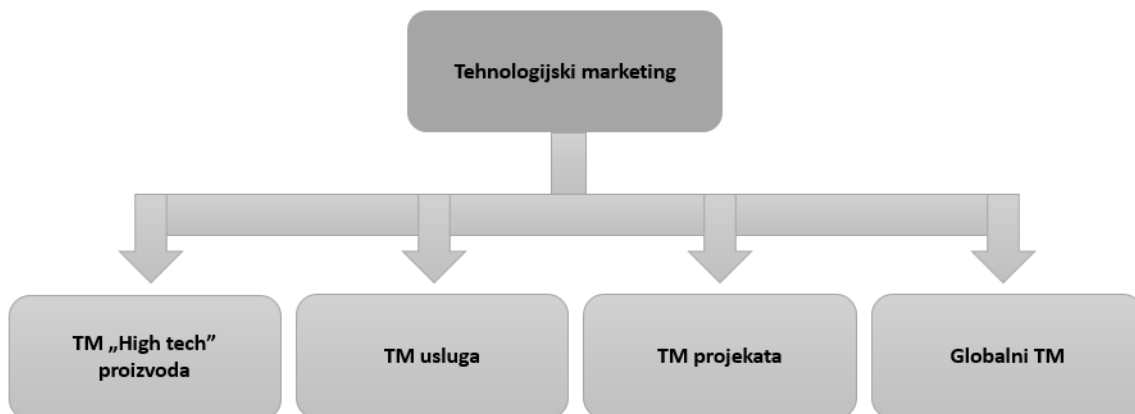 Tehnologijski marketing
TM „High tech”
proizvoda
TM usluga
TM projekata
Globalni TM